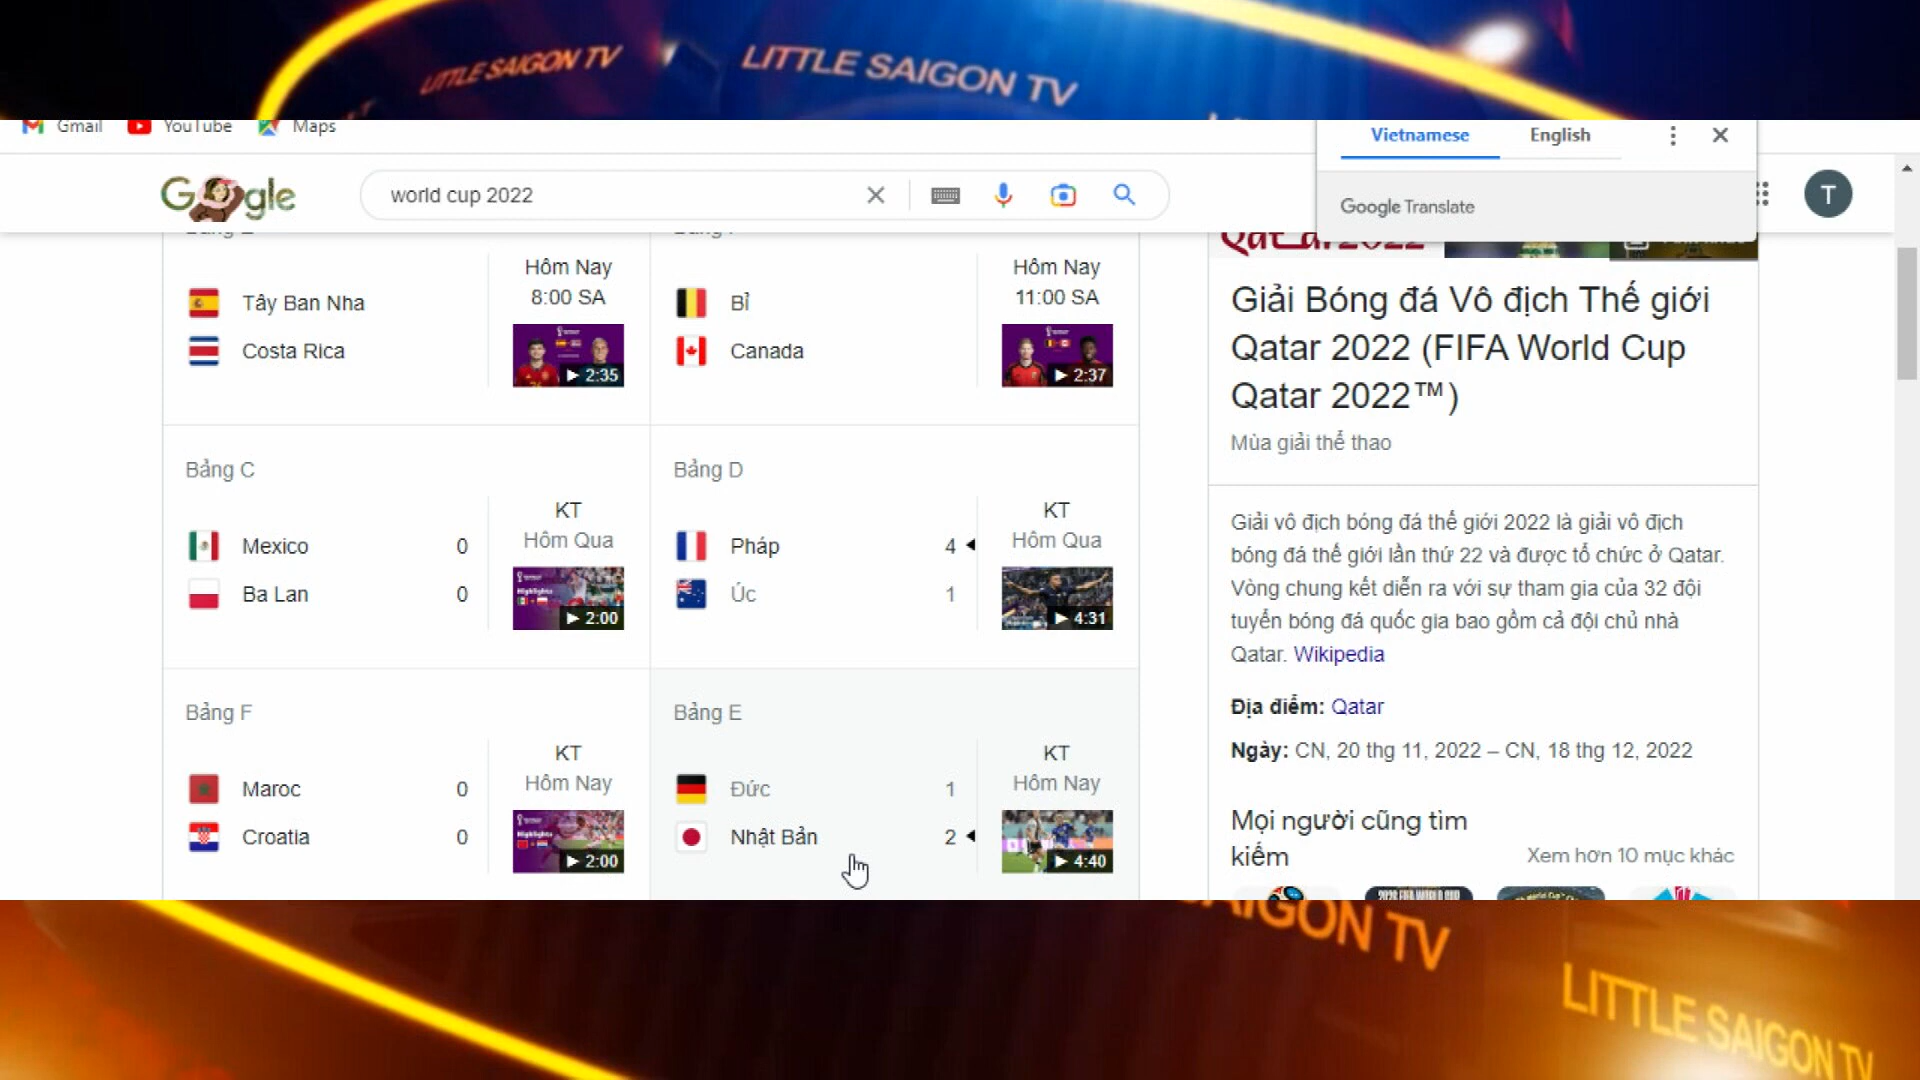 LITTLE SAIGON TV
LITTLE SAIGON TV
Gmail
YouTube
Maps
Vietnamese
English
Google
world cup 2022
Google Translate
T
Qatar2022
Hôm Nay
8:00 SA
Tây Ban Nha
Costa Rica
2:35
Hôm Nay
11:00 SA
Bỉ
Canada
2:37
Giải Bóng đá Vô địch Thế giới
Qatar 2022 (FIFA World Cup
Qatar 2022™)
Mùa giải thể thao
Bảng C
KT
Hôm Qua
Mexico 0
Ba Lan 0
Highlights
2:00
Bảng D
KT
Hôm Qua
Pháp 4
Úc 1
4:31
Giải vô địch bóng đá thế giới 2022 là giải vô địch
bóng đá thế giới lần thứ 22 và được tổ chức ở Qatar.
Vòng chung kết diễn ra với sự tham gia của 32 đội
tuyển bóng đá quốc gia bao gồm cả đội chủ nhà
Qatar. Wikipedia
Địa điểm: Qatar
Ngày: CN, 20 thg 11, 2022 – CN, 18 thg 12, 2022
Bảng F
KT
Hôm Nay
Maroc 0
Croatia 0
Highlights
2:00
Bảng E
KT
Hôm Nay
Đức 1
Nhật Bản 2
4:40
Mọi người cũng tìm
kiếm
Xem hơn 10 mục khác
SAIGON TV
LITTLE SAIGON TV